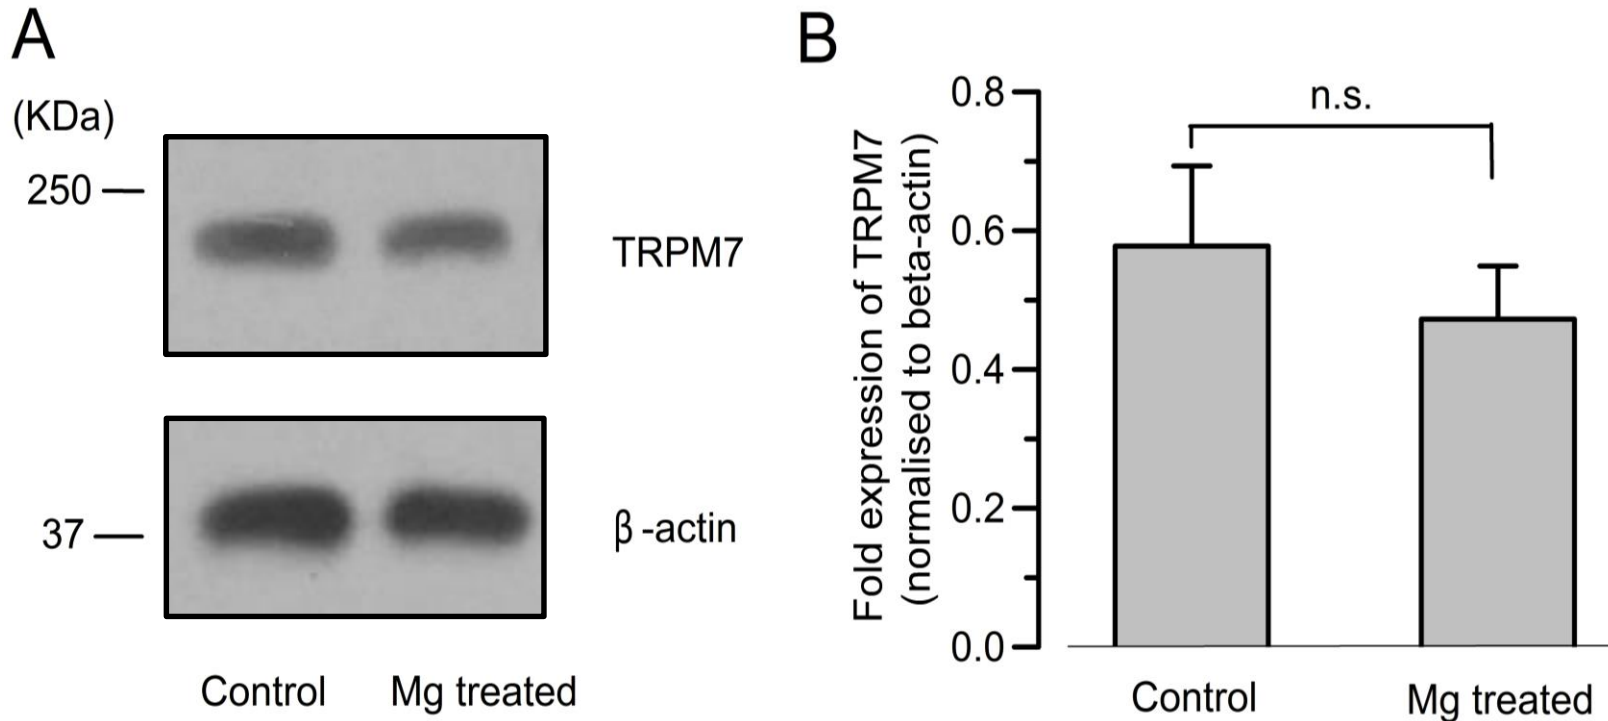 A
(KDa)
250
TRPM7
37
β-actin
Control Mg treated
B
n.s.
Fold expression of TRPM7
(normalised to beta-actin)
0.8
0.6
0.4
0.2
0.0
Control Mg treated